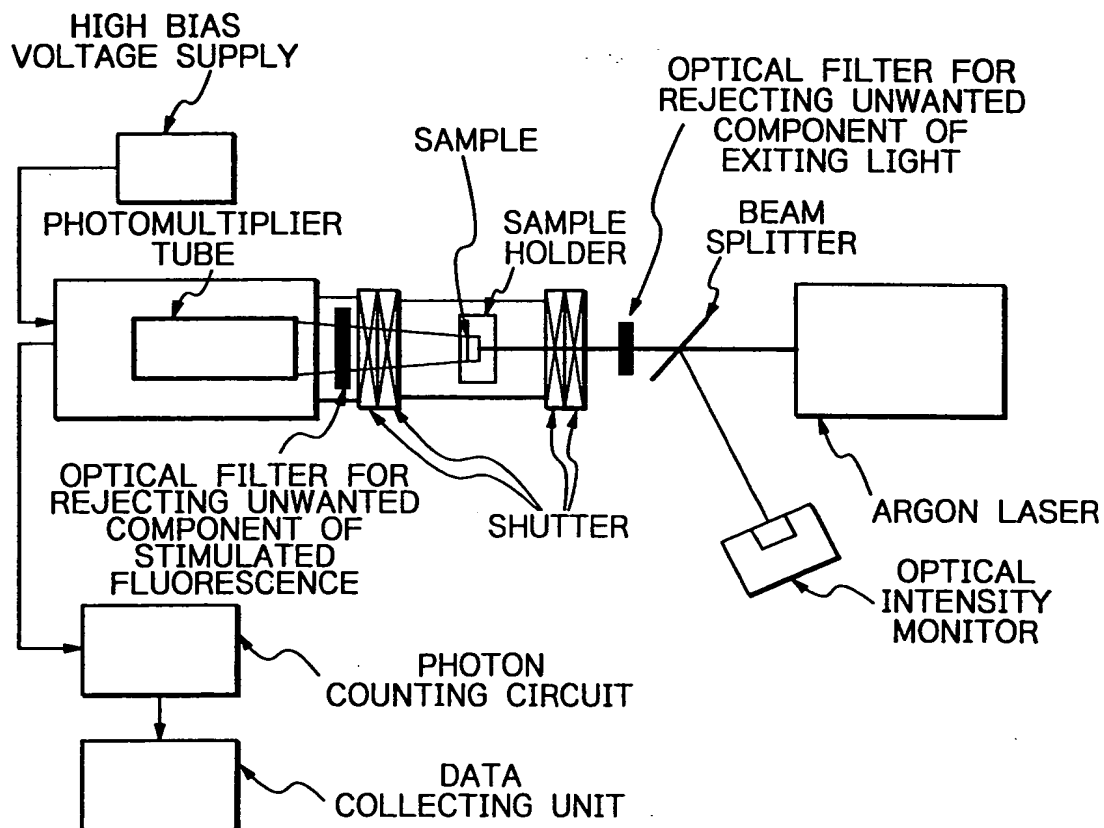 HIGH BIAS
VOLTAGE SUPPLY
OPTICAL FILTER FOR
REJECTING UNWANTED
COMPONENT OF
EXITING LIGHT
SAMPLE
PHOTOMULTIPLIER
TUBE
SAMPLE
HOLDER
BEAM
SPLITTER
OPTICAL FILTER FOR
REJECTING UNWANTED
COMPONENT OF
STIMULATED
FLUORESCENCE
SHUTTER
ARGON LASER
OPTICAL
INTENSITY
MONITOR
PHOTON
COUNTING CIRCUIT
DATA
COLLECTING UNIT